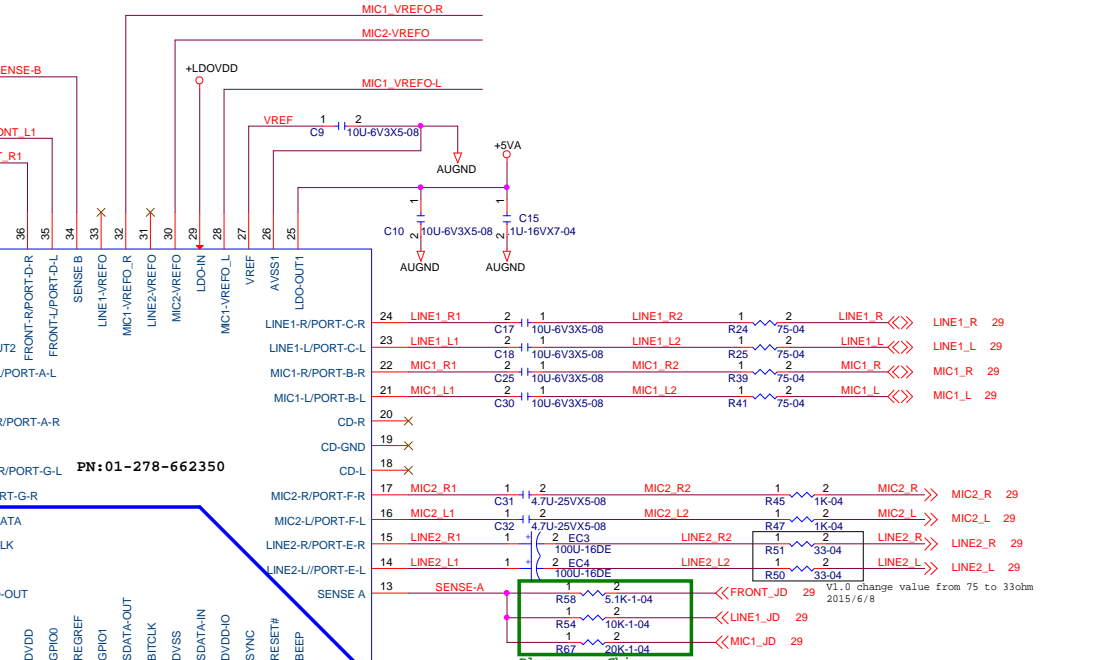 MIC1_VREFO-R
MIC2-VREFO
ENSE-B
+LDOVDD
MIC1_VREFO-L
VREF 1 2
C9 10U-6V3X5-08
ONT_L1
T_R1
AUGND
+5VA
1 1
C10 2 10U-6V3X5-08
C15
2 .1U-16VX7-04
AUGND AUGND
36 35 34 33 32 31 30 29 28 27 26 25
FRONT-R/PORT-D-R
FRONT-L/PORT-D-L
SENSE B
LINE1-VREFO
MIC1-VREFO_R
LINE2-VREFO
MIC2-VREFO
LDO-IN
MIC1-VREFO_L
VREF
AVSS1
LDO-OUT1
LINE1-R/PORT-C-R 24 LINE1_R1 2 1 LINE1_R2 1 2 LINE1_R LINE1_R 29
C17 10U-6V3X5-08 R24 75-04
UT2 LINE1-L/PORT-C-L 23 LINE1_L1 2 1 LINE1_L2 1 2 LINE1_L LINE1_L 29
C18 10U-6V3X5-08 R25 75-04
/PORT-A-L MIC1-R/PORT-B-R 22 MIC1_R1 2 1 MIC1_R2 1 2 MIC1_R MIC1_R 29
C25 10U-6V3X5-08 R39 75-04
MIC1-L/PORT-B-L 21 MIC1_L1 2 1 MIC1_L2 1 2 MIC1_L MIC1_L 29
C30 10U-6V3X5-08 R41 75-04
R/PORT-A-R CD-R 20
CD-GND 19
R/PORT-G-L PN:01-278-662350 CD-L 18
RT-G-R MIC2-R/PORT-F-R 17 MIC2_R1 1 2 MIC2_R2 1 2 MIC2_R MIC2_R 29
C31 4.7U-25VX5-08 R45 1K-04
ATA MIC2-L/PORT-F-L 16 MIC2_L1 1 2 MIC2_L2 1 2 MIC2_L MIC2_L 29
C32 4.7U-25VX5-08 R47 1K-04
LK LINE2-R/PORT-E-R 15 LINE2_R1 1 + 2 EC3 LINE2_R2 1 2 LINE2_R LINE2_R 29
100U-16DE R51 33-04
LINE2-L//PORT-E-L 14 LINE2_L1 1 + 2 EC4 LINE2_L2 1 2 LINE2_L LINE2_L 29
100U-16DE R50 33-04
V1.0 change value from 75 to 33ohm
2015/6/8
-OUT SENSE A 13 SENSE-A 1 2 FRONT_JD 29
R58 5.1K-1-04
1 2 LINE1_JD 29
R54 10K-1-04
1 2 MIC1_JD 29
R67 20K-1-04
DVDD
GPIO0
REGREF
GPIO1
SDATA-OUT
BITCLK
DVSS
SDATA-IN
DVDD-IO
SYNC
RESET#
BEEP